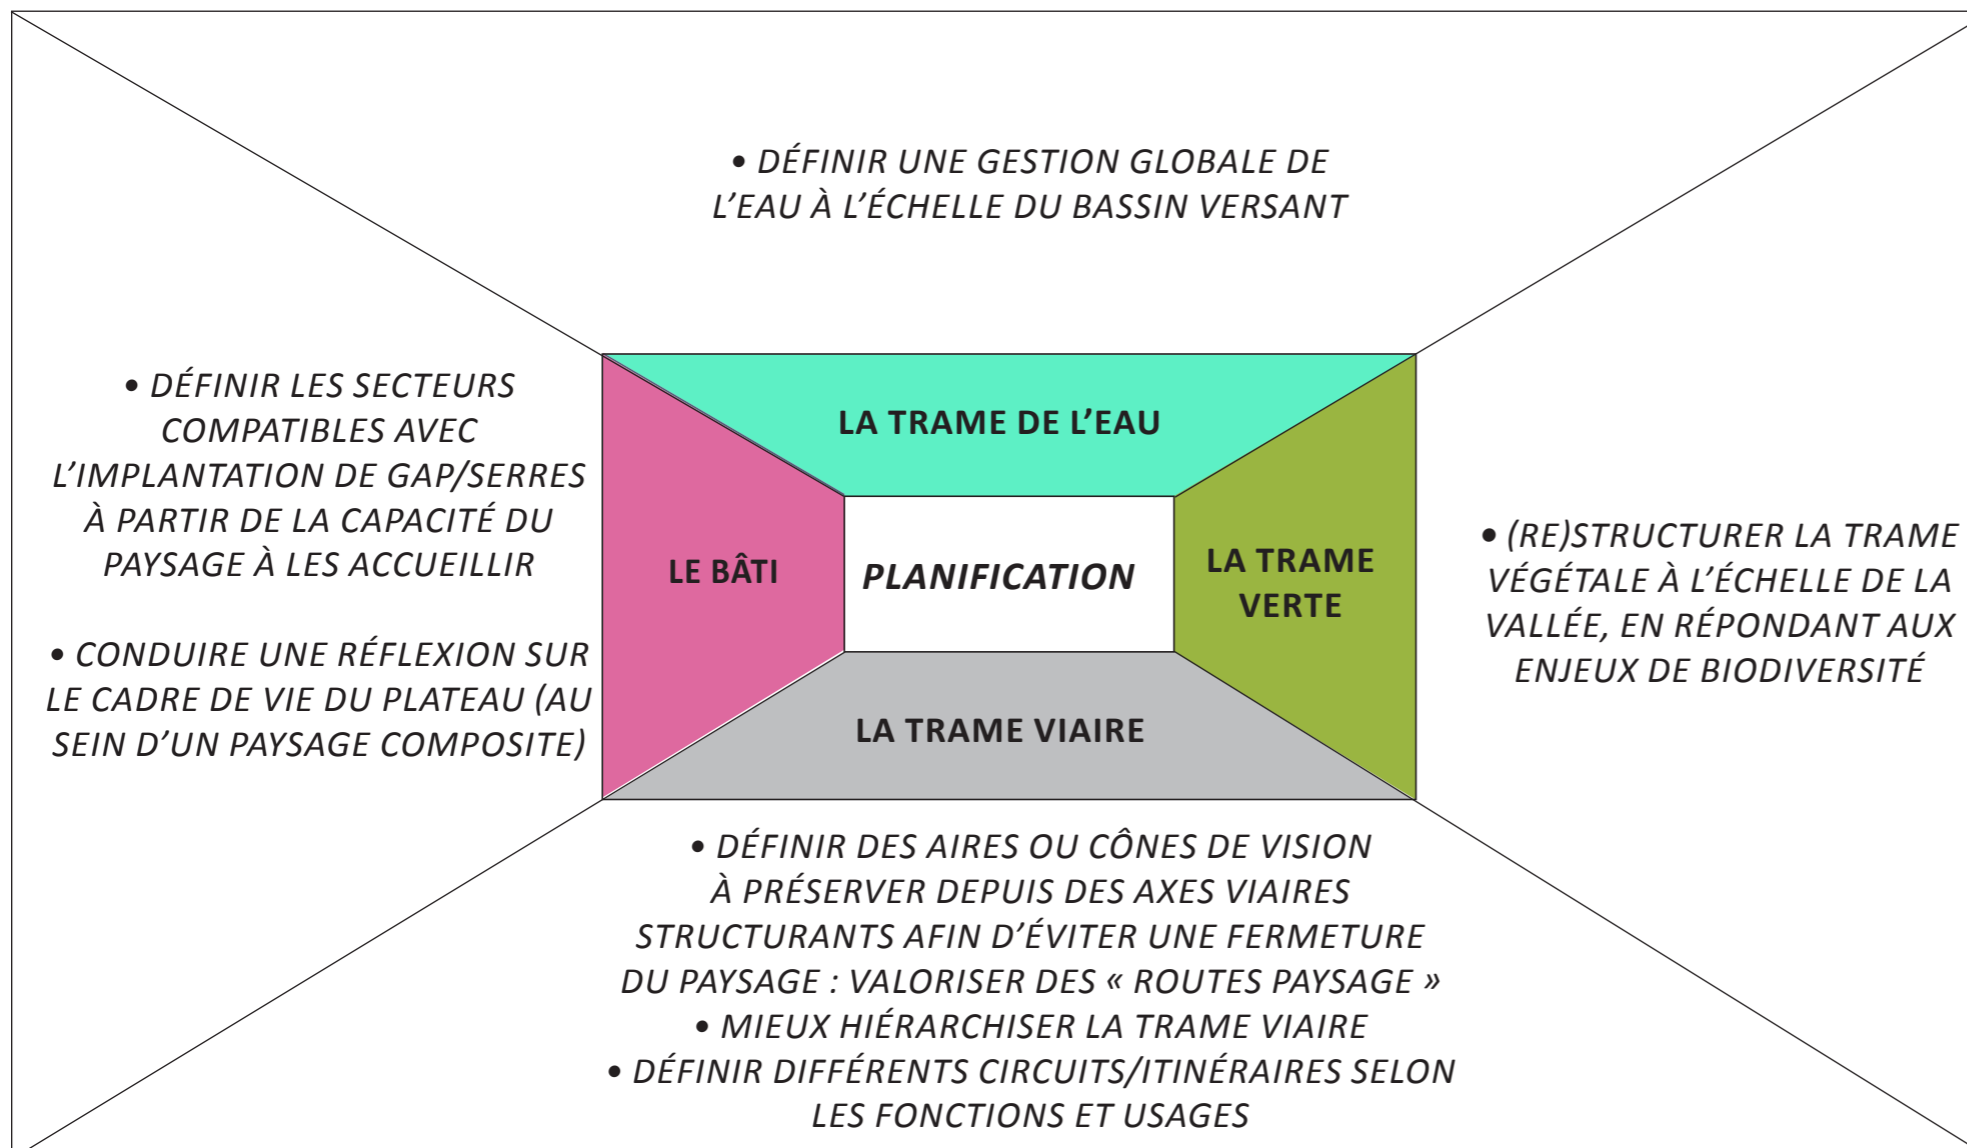 • DÉFINIR UNE GESTION GLOBALE DE
L’EAU À L’ÉCHELLE DU BASSIN VERSANT
• DÉFINIR LES SECTEURS
COMPATIBLES AVEC
L’IMPLANTATION DE GAP/SERRES
À PARTIR DE LA CAPACITÉ DU
PAYSAGE À LES ACCUEILLIR
• CONDUIRE UNE RÉFLEXION SUR
LE CADRE DE VIE DU PLATEAU (AU
SEIN D’UN PAYSAGE COMPOSITE)
LA TRAME DE L’EAU
LE BÂTI
PLANIFICATION
LA TRAME
VERTE
LA TRAME VIAIRE
• (RE)STRUCTURER LA TRAME
VÉGÉTALE À L’ÉCHELLE DE LA
VALLÉE, EN RÉPONDANT AUX
ENJEUX DE BIODIVERSITÉ
• DÉFINIR DES AIRES OU CÔNES DE VISION
À PRÉSERVER DEPUIS DES AXES VIAIRES
STRUCTURANTS AFIN D’ÉVITER UNE FERMETURE
DU PAYSAGE : VALORISER DES « ROUTES PAYSAGE »
• MIEUX HIÉRARCHISER LA TRAME VIAIRE
• DÉFINIR DIFFÉRENTS CIRCUITS/ITINÉRAIRES SELON
LES FONCTIONS ET USAGES